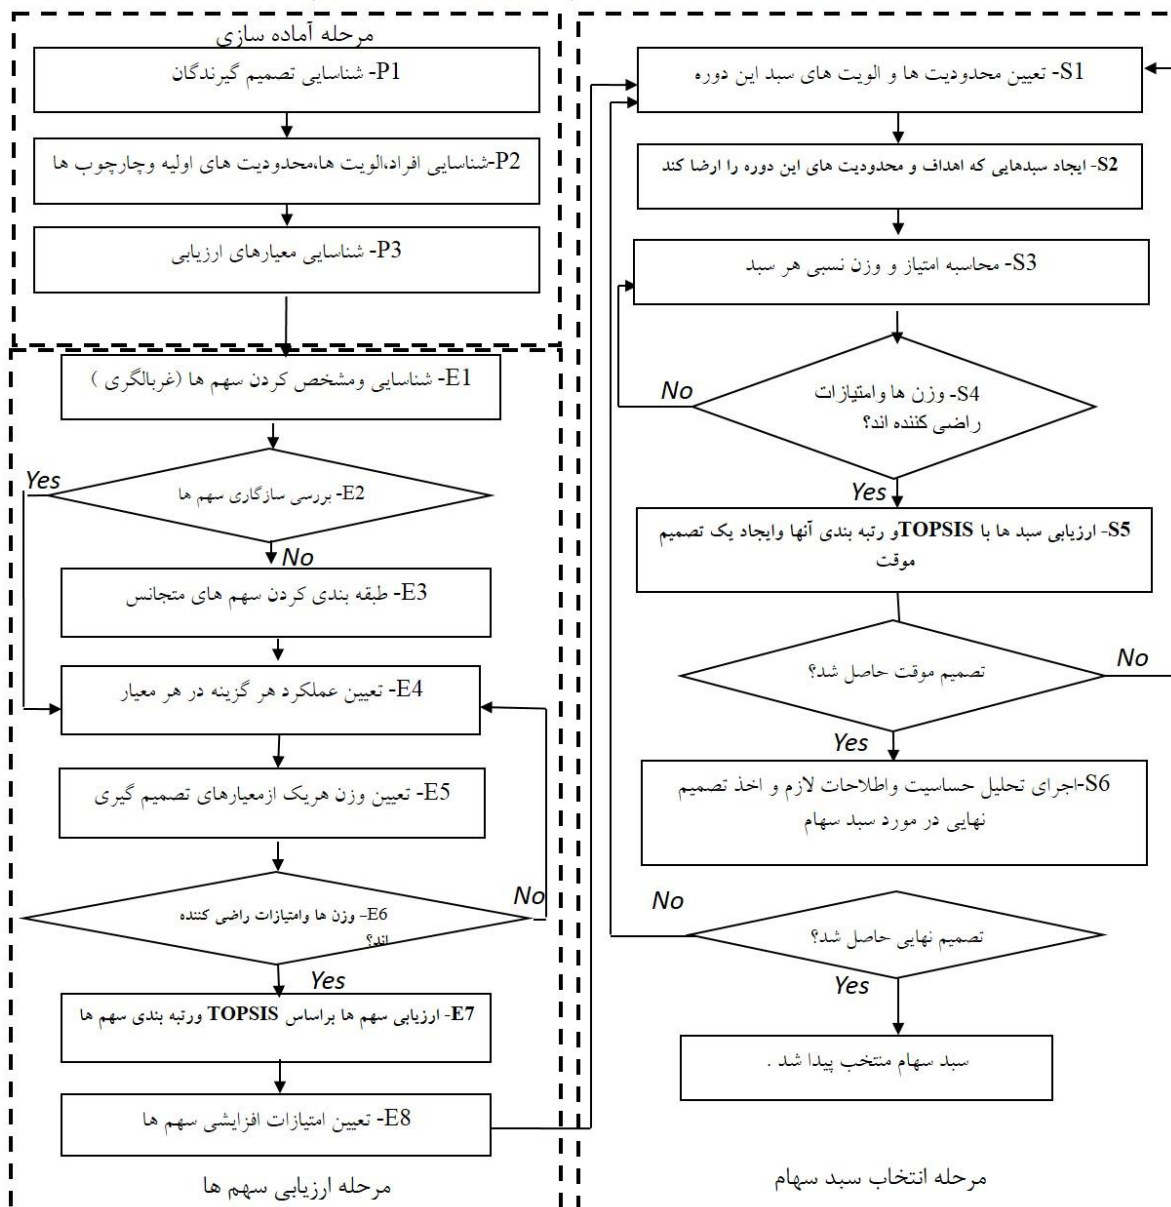 مرحله آماده سازی
P1- شناسایی تصمیم گیرندگان
P2-شناسایی افراد،الویت ها،محدودیت های اولیه وچارچوب ها
P3- شناسایی معیارهای ارزیابی
E1- شناسایی ومشخص کردن سهم ها (غربالگری )
E2- بررسی سازگاری سهم ها
Yes
No
E3- طبقه بندی کردن سهم های متجانس
E4- تعیین عملکرد هر گزینه در هر معیار
E5- تعیین وزن هریک ازمعیارهای تصمیم گیری
E6- وزن ها وامتیازات راضی کننده
اند؟
No
Yes
E7- ارزیابی سهم ها براساس TOPSIS ورتبه بندی سهم ها
E8- تعیین امتیازات افزایشی سهم ها
مرحله ارزیابی سهم ها
S1- تعیین محدودیت ها و الویت های سبد این دوره
S2- ایجاد سبدهایی که اهداف و محدودیت های این دوره را ارضا کند
S3- محاسبه امتیاز و وزن نسبی هر سبد
S4- وزن ها وامتیازات
راضی کننده اند؟
No
Yes
S5- ارزیابی سبد ها با TOPSISو رتبه بندی آنها وایجاد یک تصمیم
موقت
تصمیم موقت حاصل شد؟
No
Yes
S6-اجرای تحلیل حساسیت واطلاحات لازم و اخذ تصمیم
نهایی در مورد سبد سهام
تصمیم نهایی حاصل شد؟
No
Yes
سبد سهام منتخب پیدا شد .
مرحله انتخاب سبد سهام